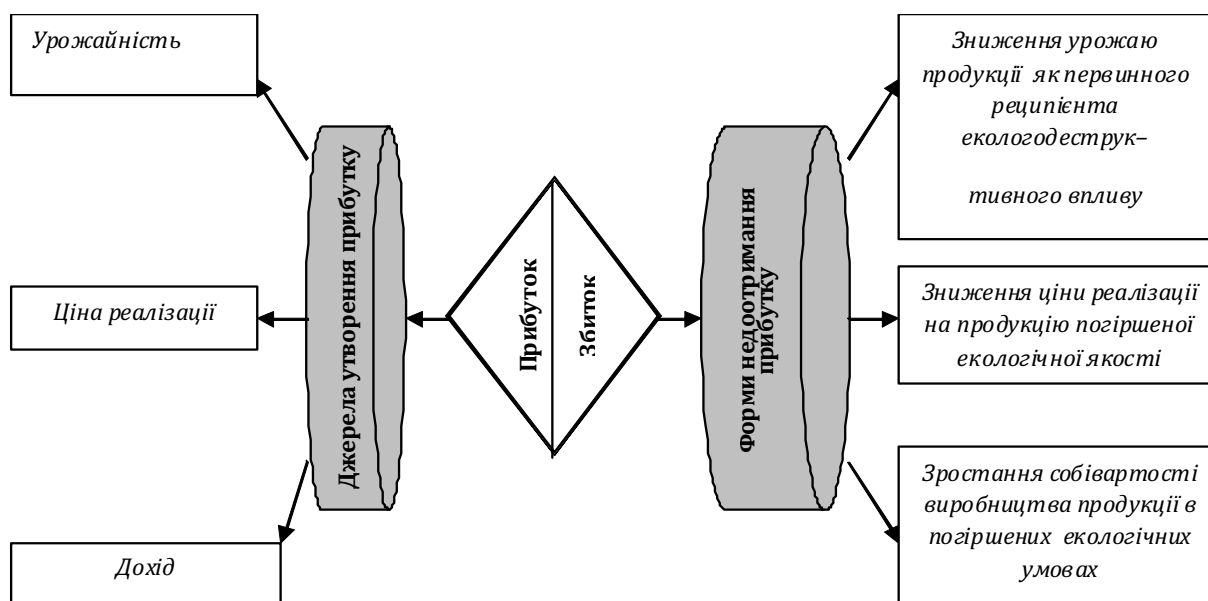 Урожайність
Ціна реалізації
Дохід
Джерела утворення прибутку
Прибуток
Збиток
Форми недоотримання
прибутку
Зниження урожаю
продукції як первинного
реципієнта
екологодеструк–
тивного впливу
Зниження ціни реалізації
на продукцію погіршеної
екологічної якості
Зростання собівартості
виробництва продукції в
погіршених екологічних
умовах